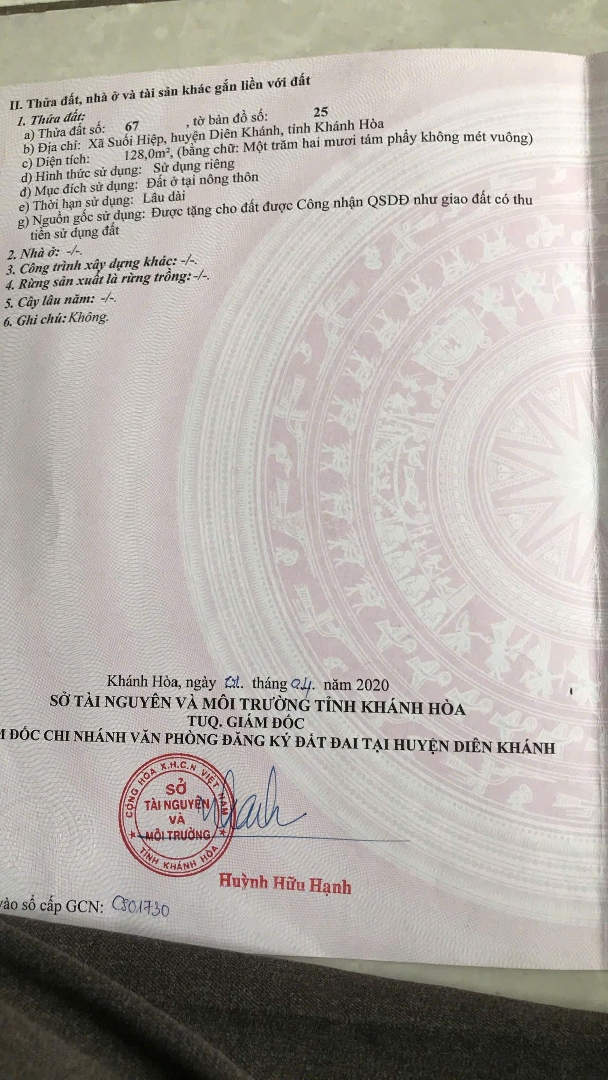 II. Thửa đất, nhà ở và tài sản khác gắn liền với đất
1. Thửa đất:
a) Thửa đất số: 67 , tờ bản đồ số: 25
b) Địa chỉ: Xã Suối Hiệp, huyện Diên Khánh, tỉnh Khánh Hòa
c) Diện tích: 128,0m², (bằng chữ: Một trăm hai mươi tám phẩy không mét vuông)
d) Hình thức sử dụng: Sử dụng riêng
đ) Mục đích sử dụng: Đất ở tại nông thôn
e) Thời hạn sử dụng: Lâu dài
g) Nguồn gốc sử dụng: Được tặng cho đất được Công nhận QSDĐ như giao đất có thu
tiền sử dụng đất
2. Nhà ở: -/-.
3. Công trình xây dựng khác: -/-.
4. Rừng sản xuất là rừng trồng: -/-.
5. Cây lâu năm: -/-.
6. Ghi chú: Không.
Khánh Hòa, ngày tháng 04. năm 2020
SỞ TÀI NGUYÊN VÀ MÔI TRƯỜNG TỈNH KHÁNH HÒA
TUQ. GIÁM ĐỐC
M ĐỐC CHI NHÁNH VĂN PHÒNG ĐĂNG KÝ ĐẤT ĐAI TẠI HUYỆN DIÊN KHÁNH
CỘNG HÒA X.H.C.N VIỆT NAM
SỞ
TÀI NGUYÊN
VÀ
MÔI TRƯỜNG
TỈNH KHÁNH HÒA
Huỳnh Hữu Hạnh
vào sổ cấp GCN: CS01730